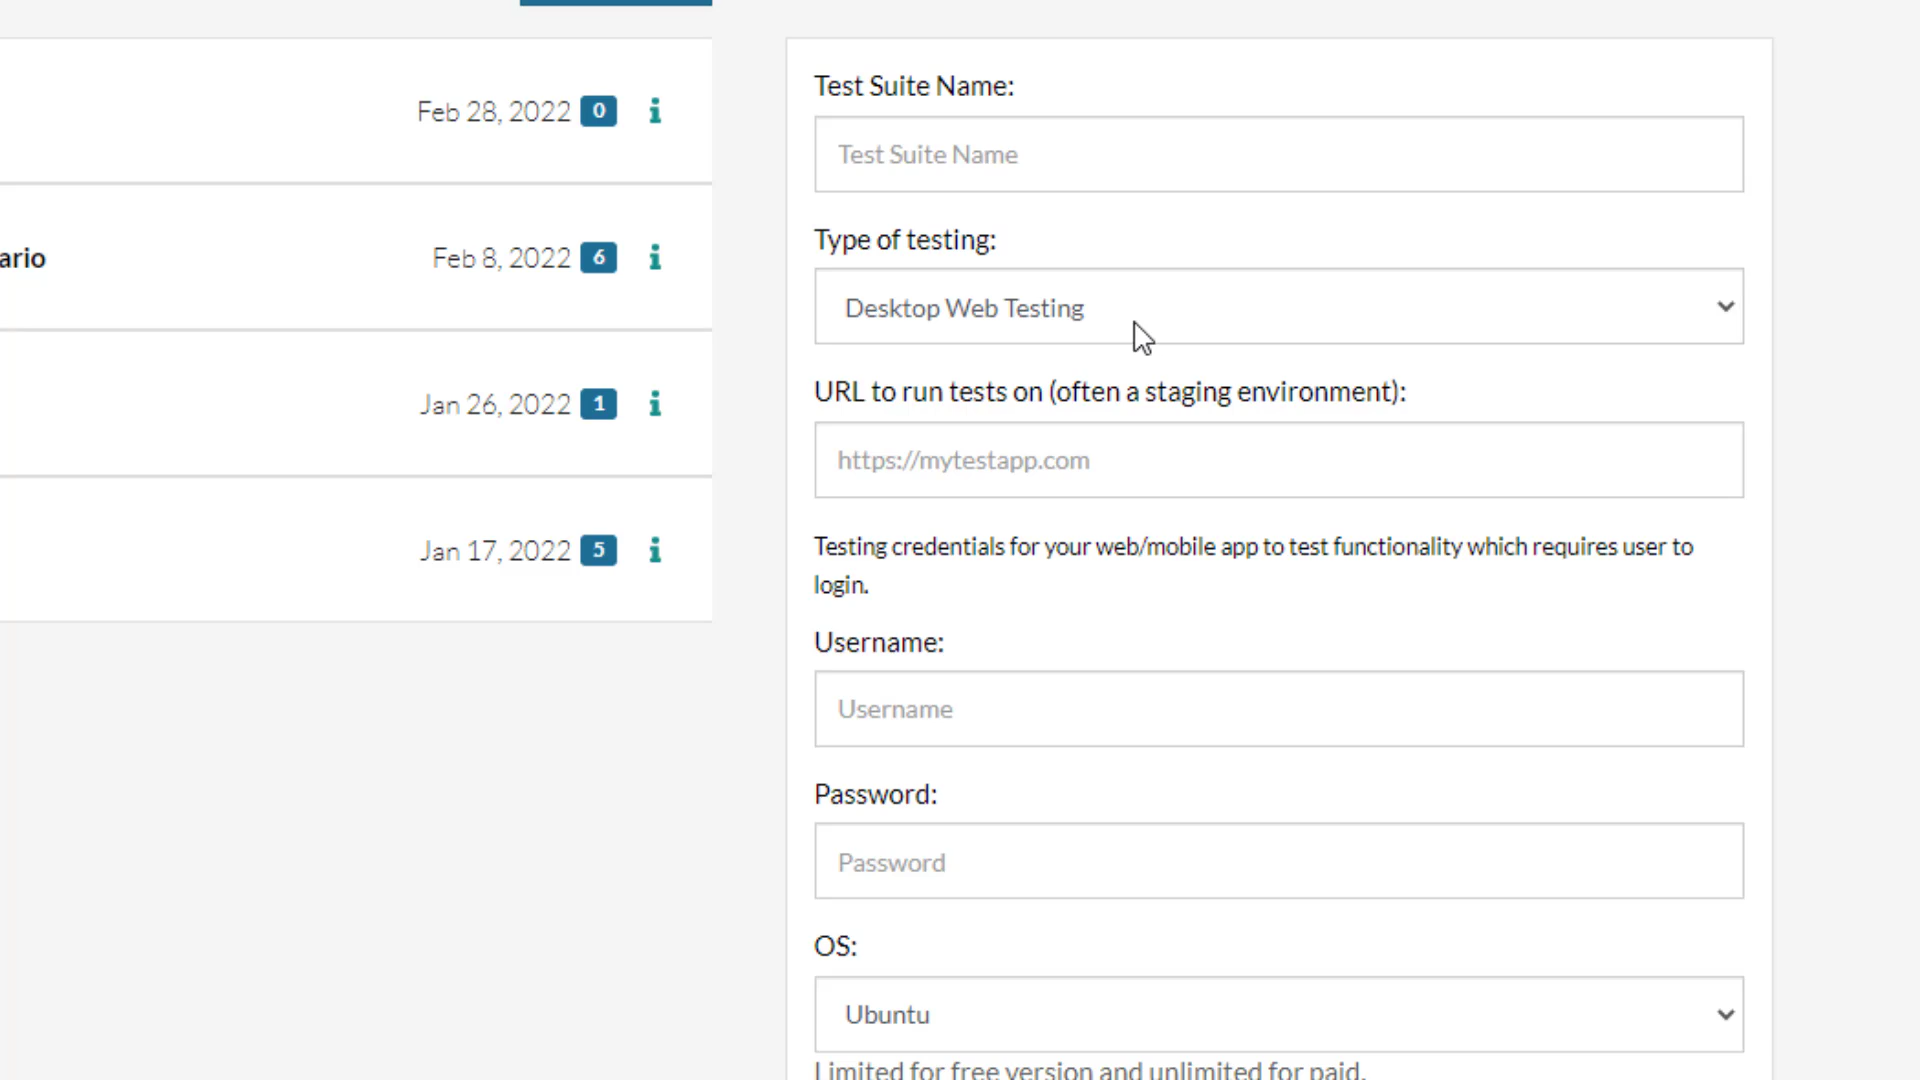 Feb 28, 2022 0 i
ario Feb 8, 2022 6 i
Jan 26, 2022 1 i
Jan 17, 2022 5 i
Test Suite Name:
Test Suite Name
Type of testing:
Desktop Web Testing
URL to run tests on (often a staging environment):
https://mytestapp.com
Testing credentials for your web/mobile app to test functionality which requires user to
login.
Username:
Username
Password:
Password
OS:
Ubuntu
Limited for free version and unlimited for paid.